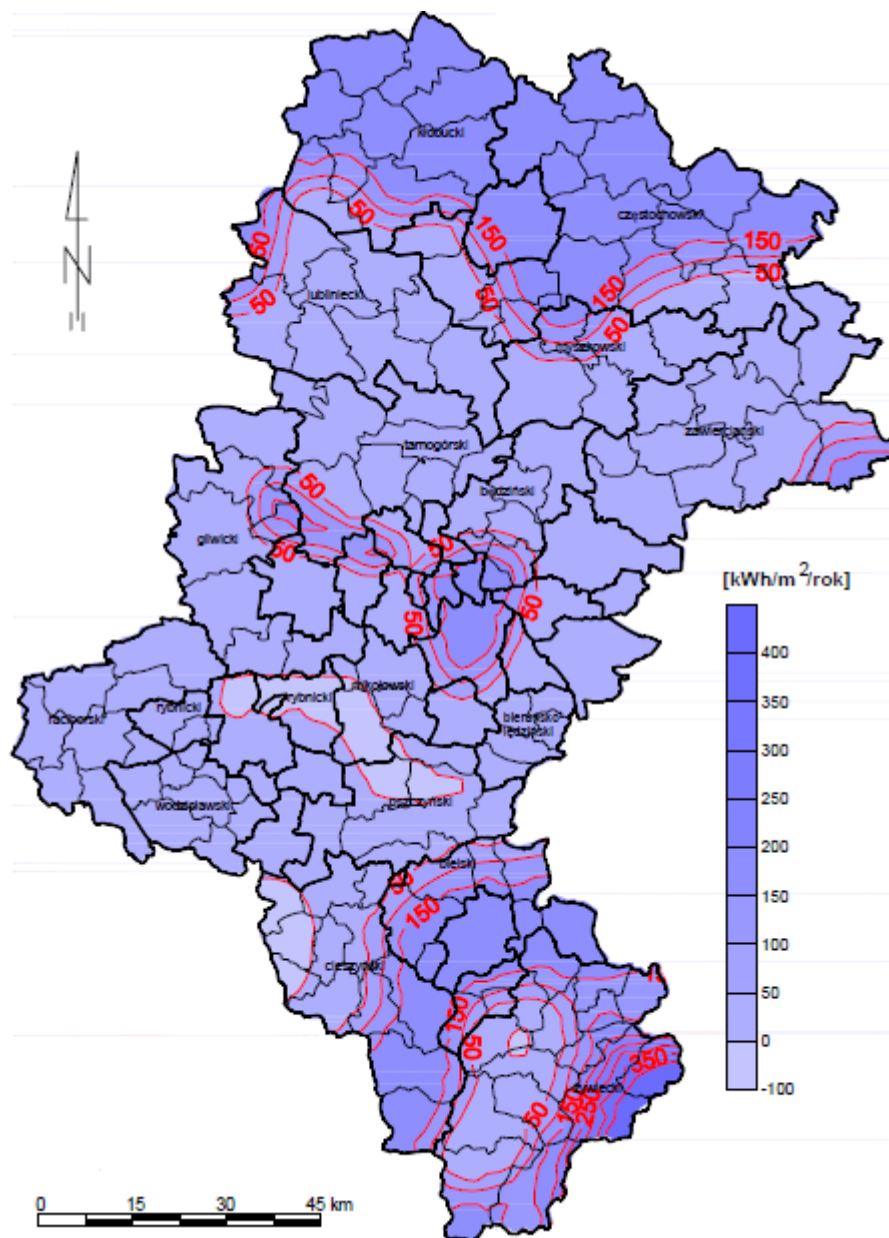 kłobucki
częstochowski
150
150
50
50
50
50
50
150
50
lubliniecki
myszkowski
zawierciański
tarnogórski
50
będziński
gliwicki
50
50
50
50
[kWh/m²/rok]
400
350
300
250
200
150
100
50
0
-100
mikołowski
rybnicki
rybnicki
raciborski
bieruńsko
lędziński
wodzisławski
pszczyński
bielski
50
150
cieszyński
150
50
350
żywiecki
50
150
250
N
0 15 30 45 km